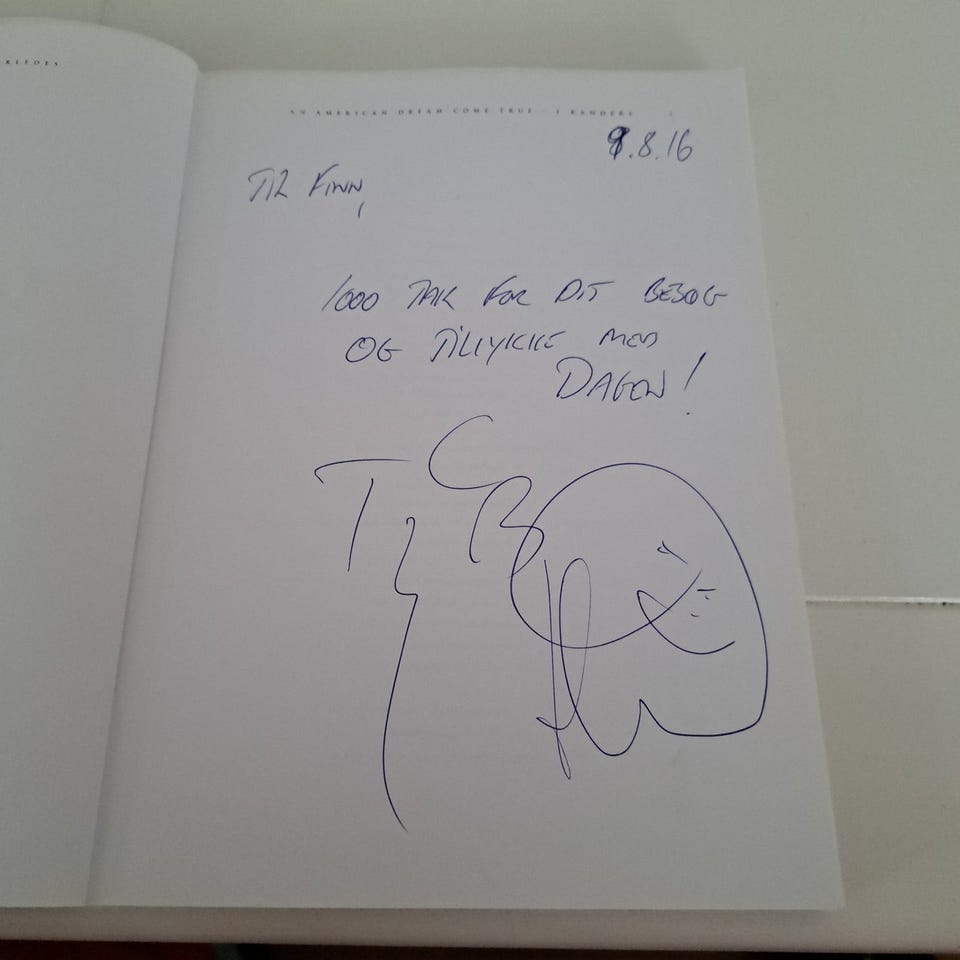 AN AMERICAN DREAM COME TRUE - I RANDERS
9.8.16
TIL FINN,
1000 TAK FOR DIT BESØG
OG TILLYKKE MED
DAGEN!